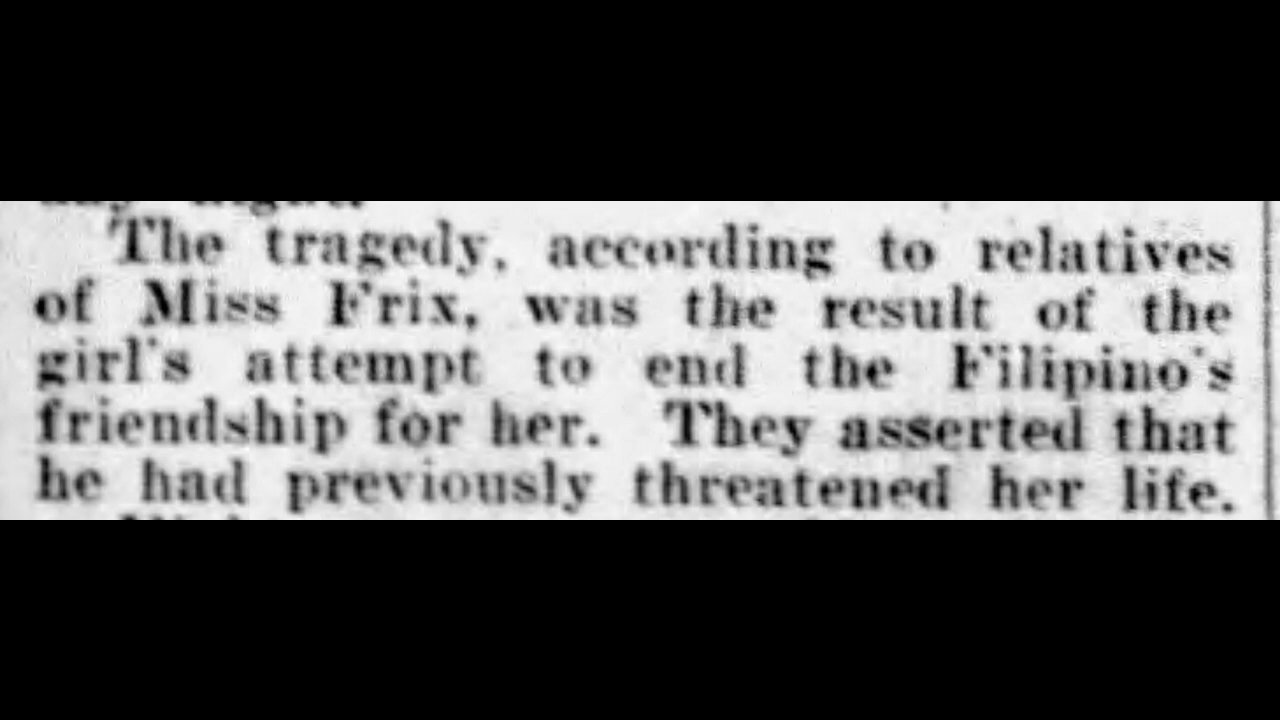 The tragedy, according to relatives
of Miss Frix, was the result of the
girl's attempt to end the Filipino's
friendship for her. They asserted that
he had previously threatened her life.